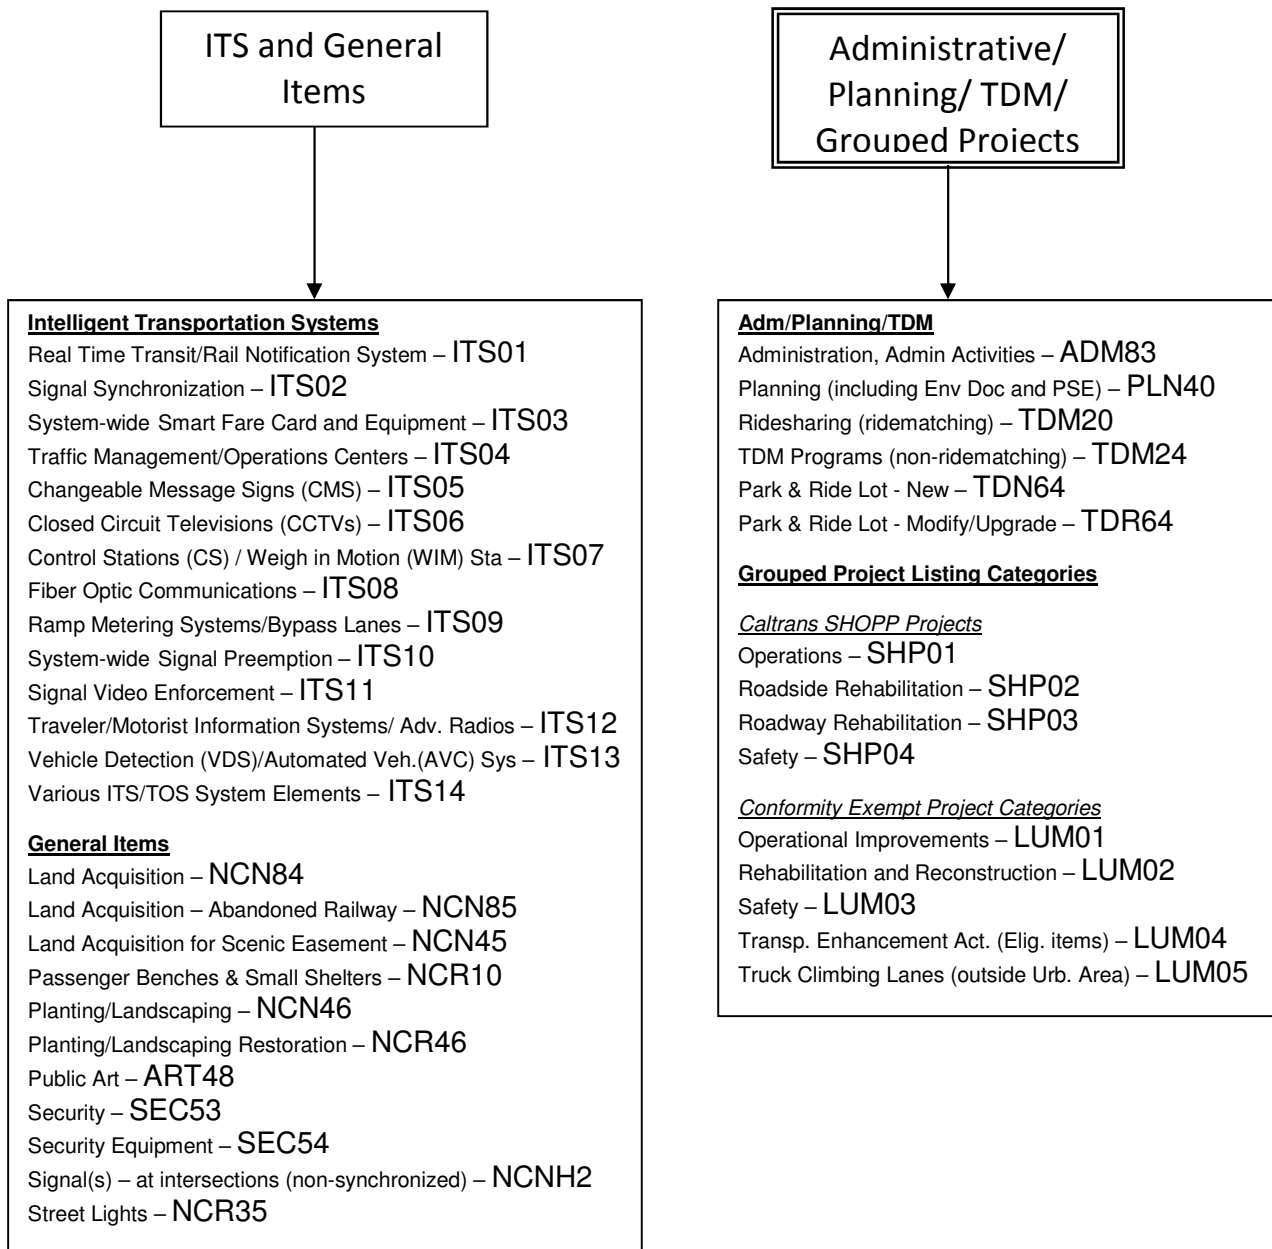 ITS and General
Items
Administrative/
Planning/ TDM/
Grouped Projects
Intelligent Transportation Systems
Real Time Transit/Rail Notification System – ITS01
Signal Synchronization – ITS02
System-wide Smart Fare Card and Equipment – ITS03
Traffic Management/Operations Centers – ITS04
Changeable Message Signs (CMS) – ITS05
Closed Circuit Televisions (CCTVs) – ITS06
Control Stations (CS) / Weigh in Motion (WIM) Sta – ITS07
Fiber Optic Communications – ITS08
Ramp Metering Systems/Bypass Lanes – ITS09
System-wide Signal Preemption – ITS10
Signal Video Enforcement – ITS11
Traveler/Motorist Information Systems/ Adv. Radios – ITS12
Vehicle Detection (VDS)/Automated Veh.(AVC) Sys – ITS13
Various ITS/TOS System Elements – ITS14
General Items
Land Acquisition – NCN84
Land Acquisition – Abandoned Railway – NCN85
Land Acquisition for Scenic Easement – NCN45
Passenger Benches & Small Shelters – NCR10
Planting/Landscaping – NCN46
Planting/Landscaping Restoration – NCR46
Public Art – ART48
Security – SEC53
Security Equipment – SEC54
Signal(s) – at intersections (non-synchronized) – NCNH2
Street Lights – NCR35
Adm/Planning/TDM
Administration, Admin Activities – ADM83
Planning (including Env Doc and PSE) – PLN40
Ridesharing (ridematching) – TDM20
TDM Programs (non-ridematching) – TDM24
Park & Ride Lot - New – TDN64
Park & Ride Lot - Modify/Upgrade – TDR64
Grouped Project Listing Categories
Caltrans SHOPP Projects
Operations – SHP01
Roadside Rehabilitation – SHP02
Roadway Rehabilitation – SHP03
Safety – SHP04
Conformity Exempt Project Categories
Operational Improvements – LUM01
Rehabilitation and Reconstruction – LUM02
Safety – LUM03
Transp. Enhancement Act. (Elig. items) – LUM04
Truck Climbing Lanes (outside Urb. Area) – LUM05